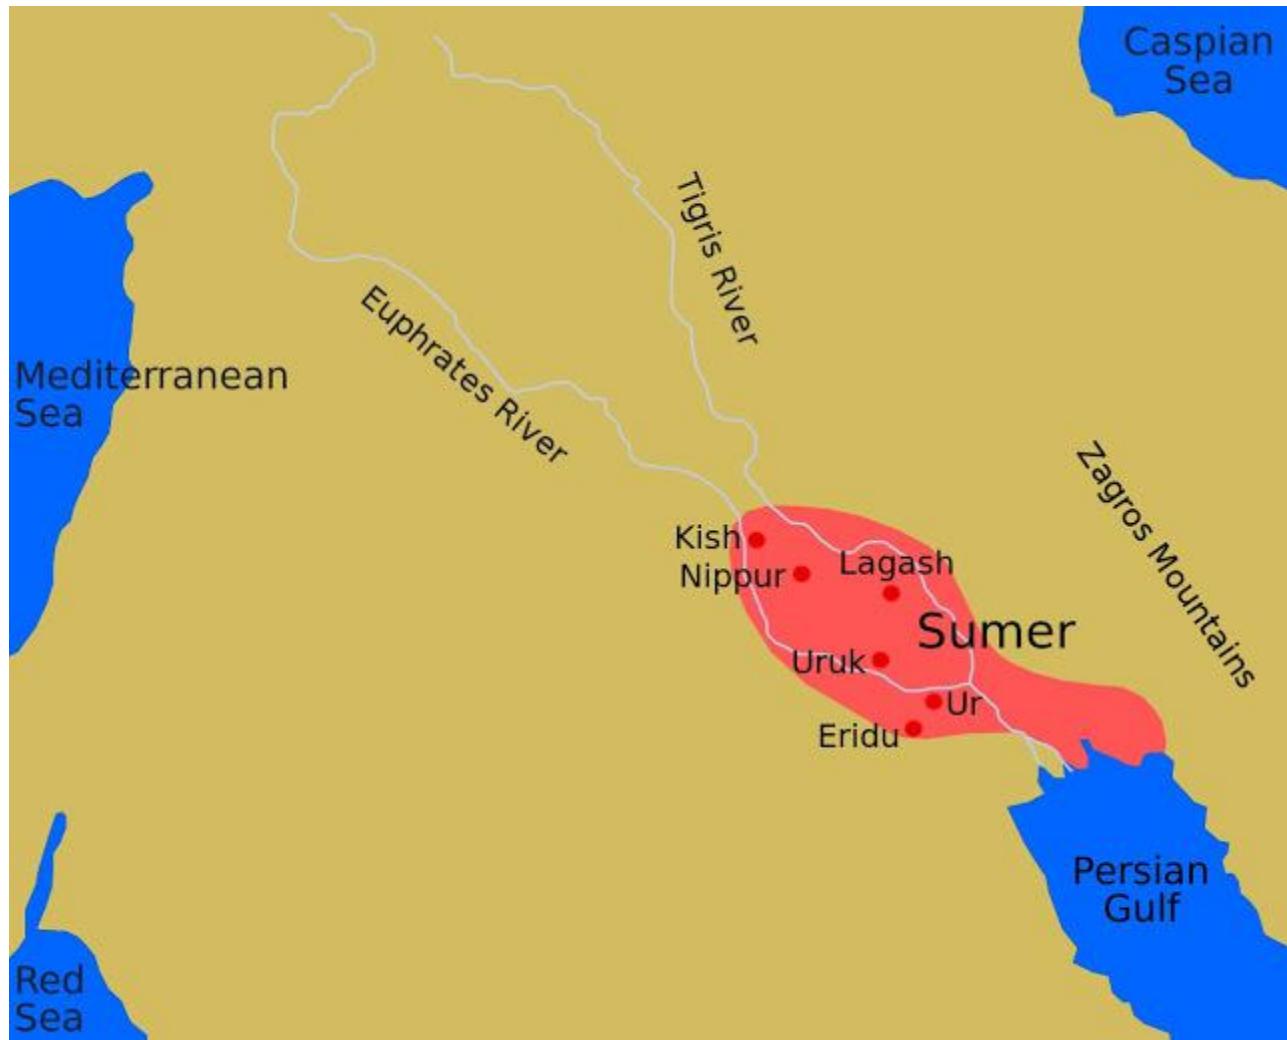 Caspian
Sea
Tigris River
Euphrates River
Mediterranean
Sea
Zagros Mountains
Kish
Nippur
Lagash
Sumer
Uruk
Ur
Eridu
Persian
Gulf
Red
Sea